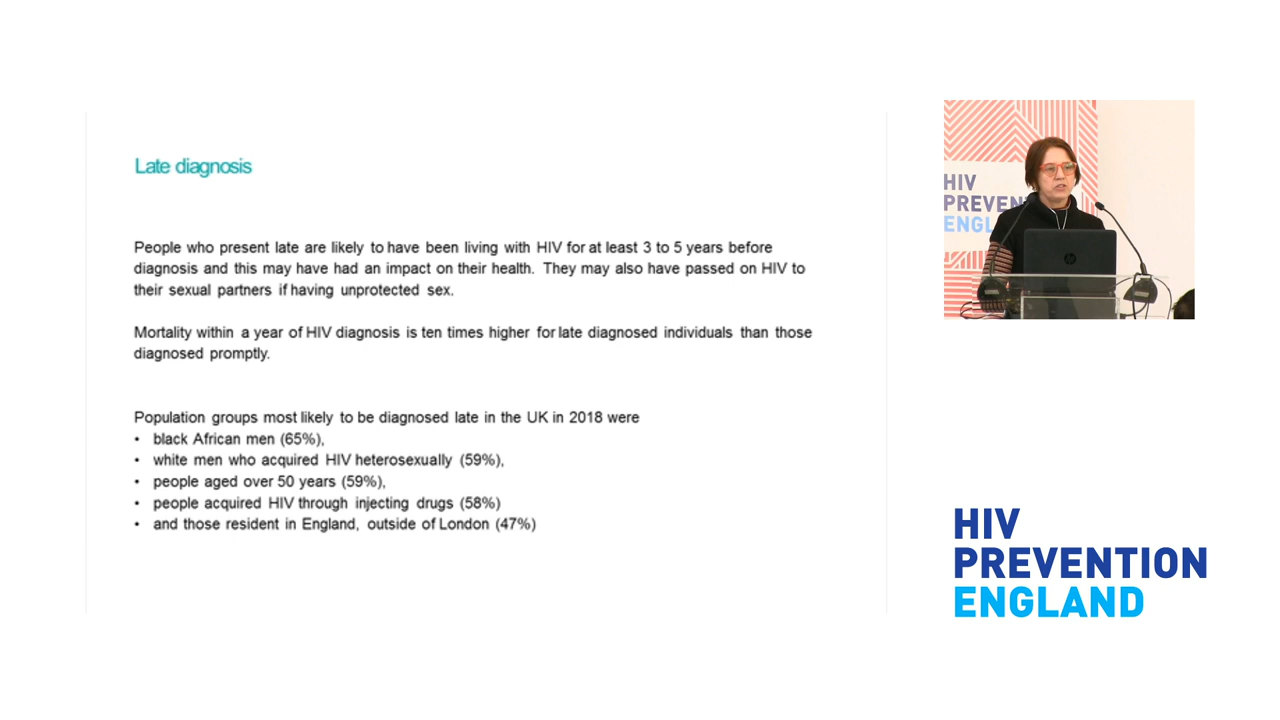 Late diagnosis
People who present late are likely to have been living with HIV for at least 3 to 5 years before
diagnosis and this may have had an impact on their health. They may also have passed on HIV to
their sexual partners if having unprotected sex.
Mortality within a year of HIV diagnosis is ten times higher for late diagnosed individuals than those
diagnosed promptly.
Population groups most likely to be diagnosed late in the UK in 2018 were
• black African men (65%),
• white men who acquired HIV heterosexually (59%),
• people aged over 50 years (59%),
• people acquired HIV through injecting drugs (58%)
• and those resident in England, outside of London (47%)
HIV
PREVEN
ENGL
HIV
PREVENTION
ENGLAND